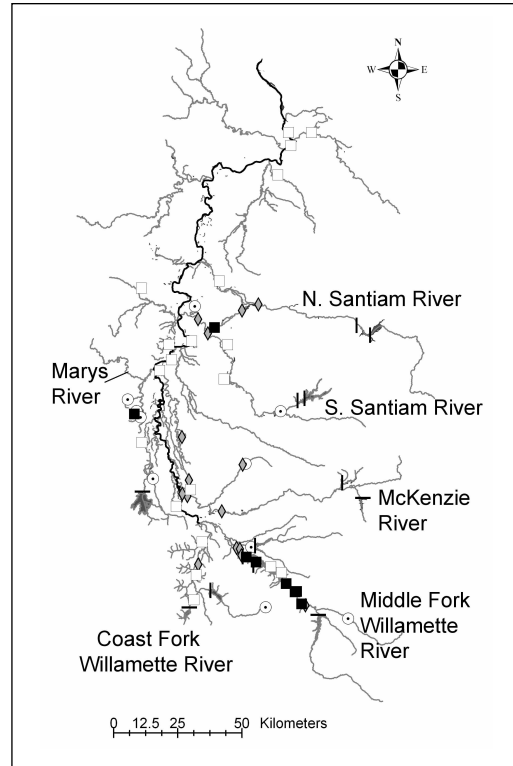 N
W E
S
N. Santiam River
Marys
River
S. Santiam River
McKenzie
River
Middle Fork
Willamette
River
Coast Fork
Willamette River
0 12.5 25 50 Kilometers